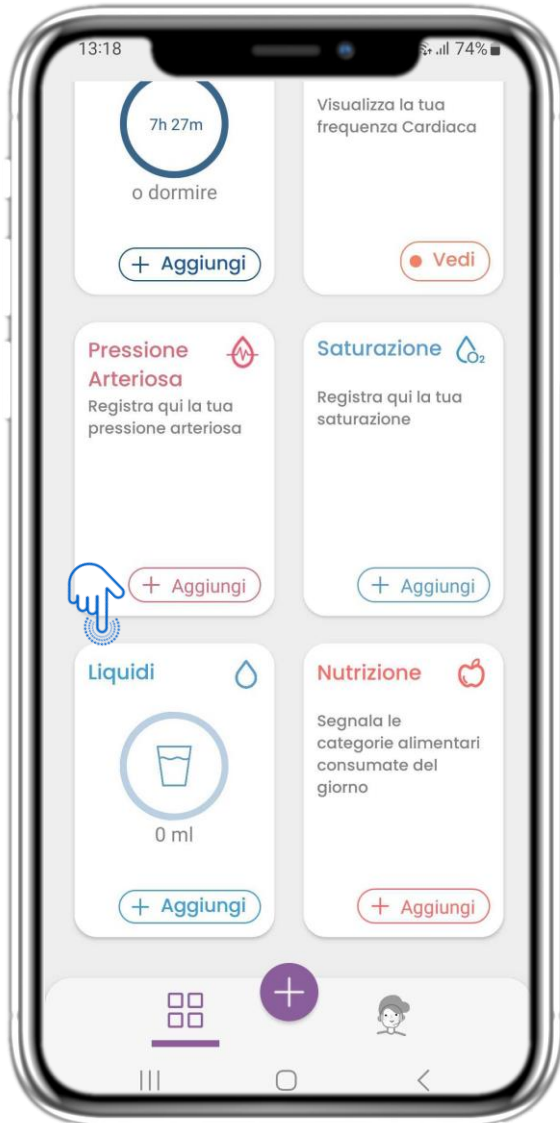 13:18
74%
7h 27m
o dormire
+ Aggiungi
Visualizza la tua
frequenza Cardiaca
Vedi
Pressione
Arteriosa
Registra qui la tua
pressione arteriosa
+ Aggiungi
Saturazione
O2
Registra qui la tua
saturazione
+ Aggiungi
Liquidi
0 ml
+ Aggiungi
Nutrizione
Segnala le
categorie alimentari
consumate del
giorno
+ Aggiungi